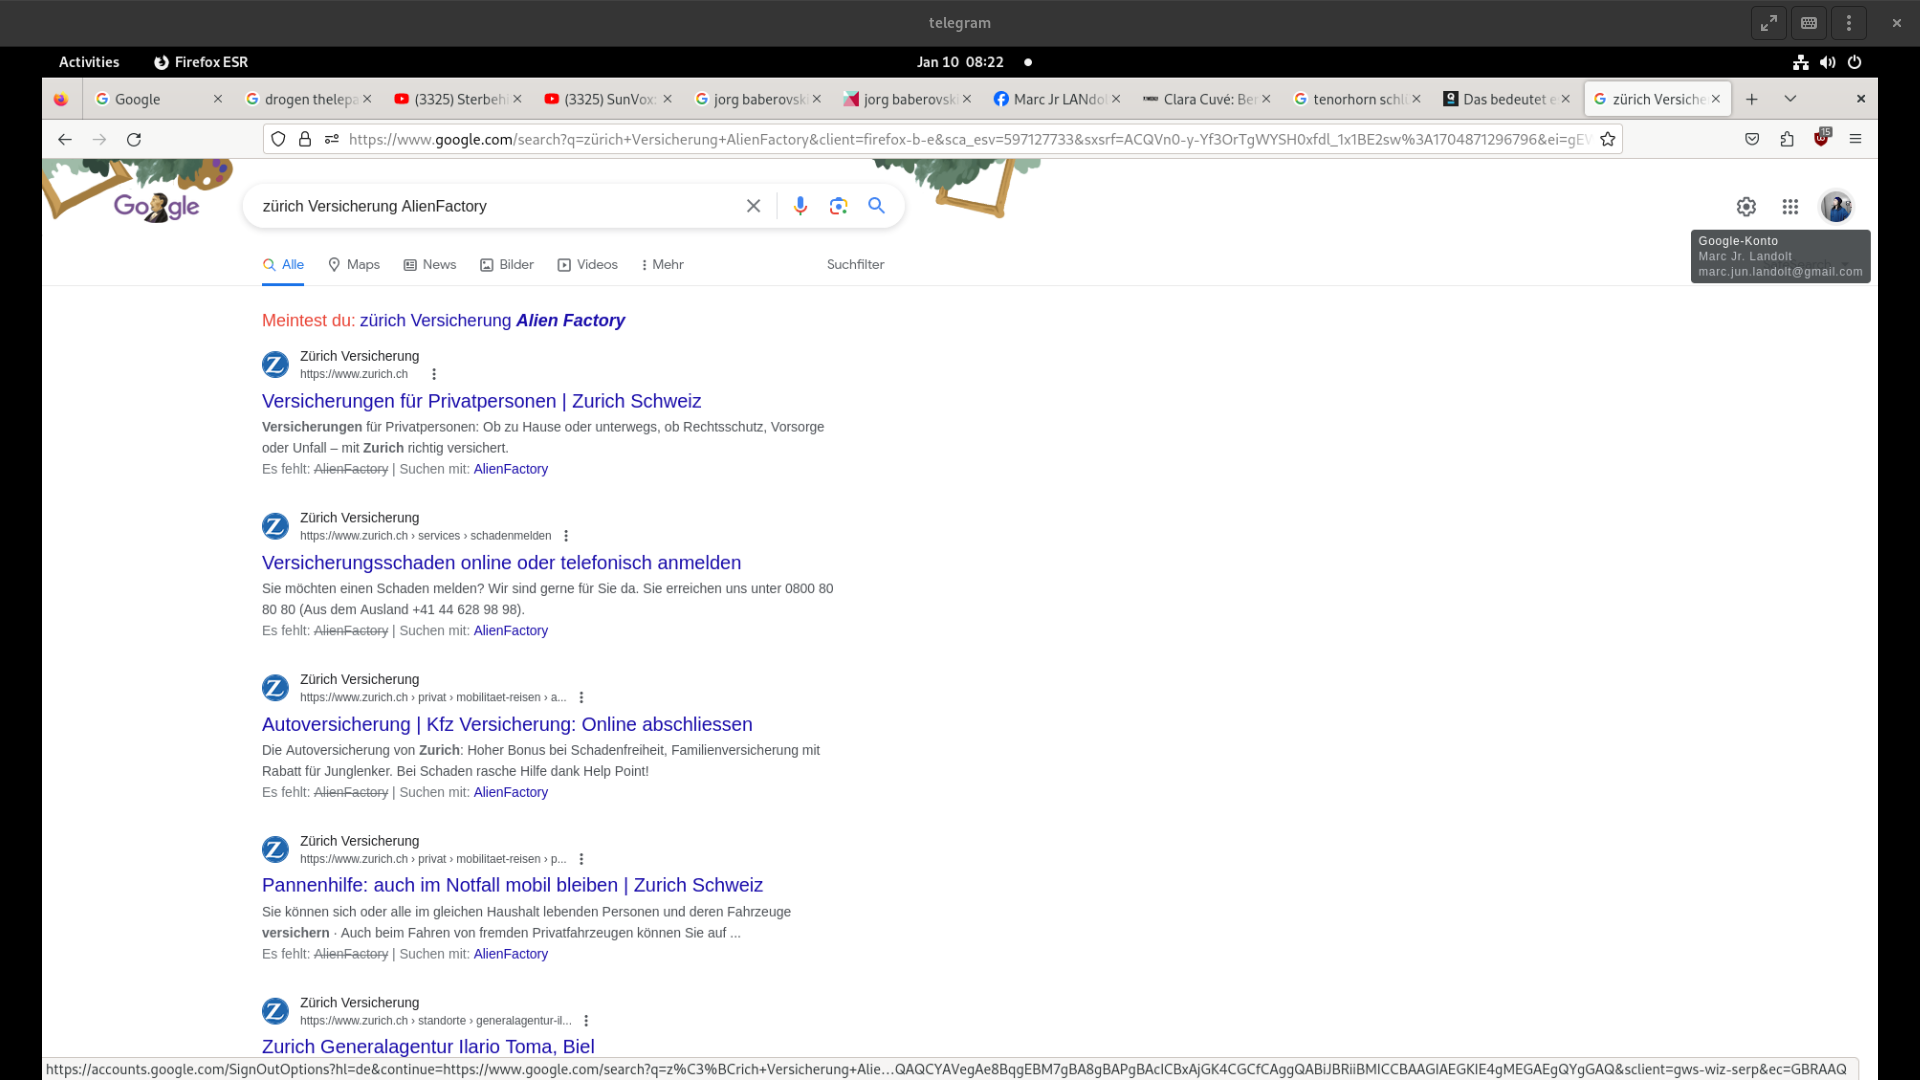 telegram
Activities
Firefox ESR
Jan 10 08:22
Google
drogen thelepa
(3325) Sterbehi
(3325) SunVox:
jorg baberovski
jorg baberovski
Marc Jr LANdol
Clara Cuvé: Ber
tenorhorn schl
Das bedeutet e
zürich Versiche
https://www.google.com/search?q=zürich+Versicherung+AlienFactory&client=firefox-b-e&sca_esv=597127733&sxsrf=ACQVn0-y-Yf3OrTgWYSH0xfdl_1x1BE2sw%3A1704871296796&ei=gEW
15
Google
zürich Versicherung AlienFactory
Google-Konto
Marc Jr. Landolt
marc.jun.landolt@gmail.com
Alle
Maps
News
Bilder
Videos
Mehr
Suchfilter
Meintest du: zürich Versicherung Alien Factory
Zürich Versicherung
https://www.zurich.ch
Versicherungen für Privatpersonen | Zurich Schweiz
Versicherungen für Privatpersonen: Ob zu Hause oder unterwegs, ob Rechtsschutz, Vorsorge
oder Unfall – mit Zurich richtig versichert.
Es fehlt: AlienFactory | Suchen mit: AlienFactory
Zürich Versicherung
https://www.zurich.ch › services › schadenmelden
Versicherungsschaden online oder telefonisch anmelden
Sie möchten einen Schaden melden? Wir sind gerne für Sie da. Sie erreichen uns unter 0800 80
80 80 (Aus dem Ausland +41 44 628 98 98).
Es fehlt: AlienFactory | Suchen mit: AlienFactory
Zürich Versicherung
https://www.zurich.ch › privat › mobilitaet-reisen › a...
Autoversicherung | Kfz Versicherung: Online abschliessen
Die Autoversicherung von Zurich: Hoher Bonus bei Schadenfreiheit, Familienversicherung mit
Rabatt für Junglenker. Bei Schaden rasche Hilfe dank Help Point!
Es fehlt: AlienFactory | Suchen mit: AlienFactory
Zürich Versicherung
https://www.zurich.ch › privat › mobilitaet-reisen › p...
Pannenhilfe: auch im Notfall mobil bleiben | Zurich Schweiz
Sie können sich oder alle im gleichen Haushalt lebenden Personen und deren Fahrzeuge
versichern · Auch beim Fahren von fremden Privatfahrzeugen können Sie auf ...
Es fehlt: AlienFactory | Suchen mit: AlienFactory
Zürich Versicherung
https://www.zurich.ch › standorte › generalagentur-il...
Zurich Generalagentur Ilario Toma, Biel
https://accounts.google.com/SignOutOptions?hl=de&continue=https://www.google.com/search?q=z%C3%BCrich+Versicherung+Alie…QAQCYAVegAe8BqgEBM7gBA8gBAPgBAcICBxAjGK4CGCfCAggQABiJBRiiBMICCBAAGIAEGKIE4gMEGAEgQYgGAQ&sclient=gws-wiz-serp&ec=GBRAAQ